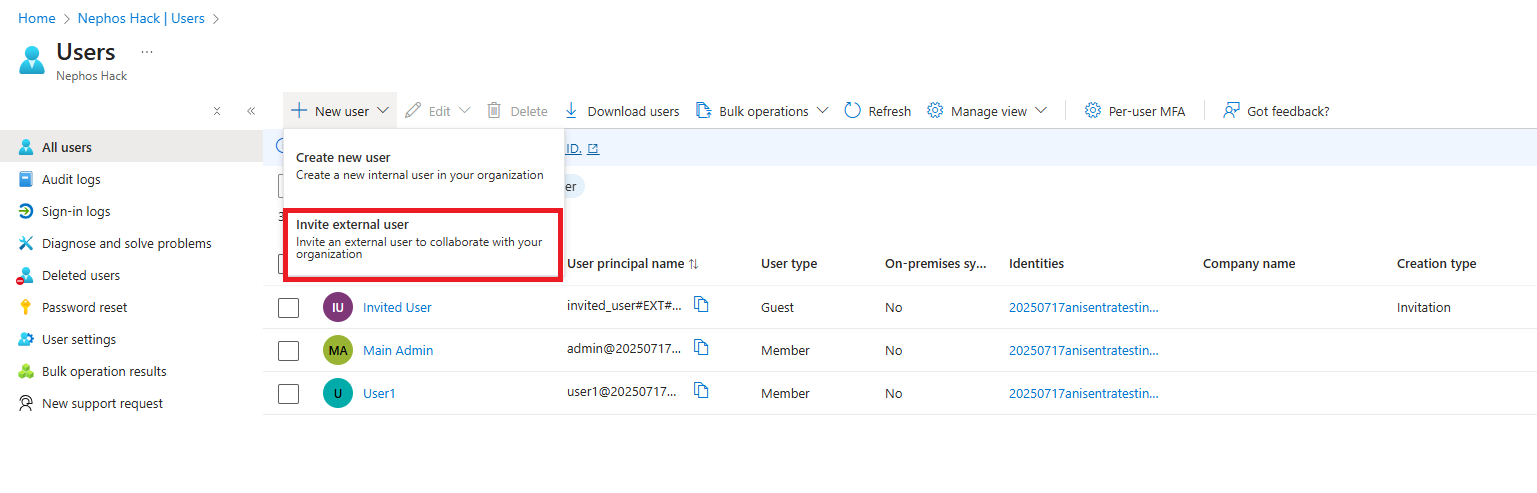 Home > Nephos Hack | Users >
Users ...
Nephos Hack
New user Edit Delete Download users Bulk operations Refresh Manage view Per-user MFA Got feedback?
All users
Audit logs
Sign-in logs
Diagnose and solve problems
Deleted users
Password reset
User settings
Bulk operation results
New support request
Create new user
Create a new internal user in your organization
Invite external user
Invite an external user to collaborate with your
organization
ID.
er
User principal name User type On-premises sy... Identities Company name Creation type
IU Invited User invited_user#EXT#... Guest No 20250717anisentratestin... Invitation
MA Main Admin admin@20250717... Member No 20250717anisentratestin...
U User1 user1@20250717... Member No 20250717anisentratestin...